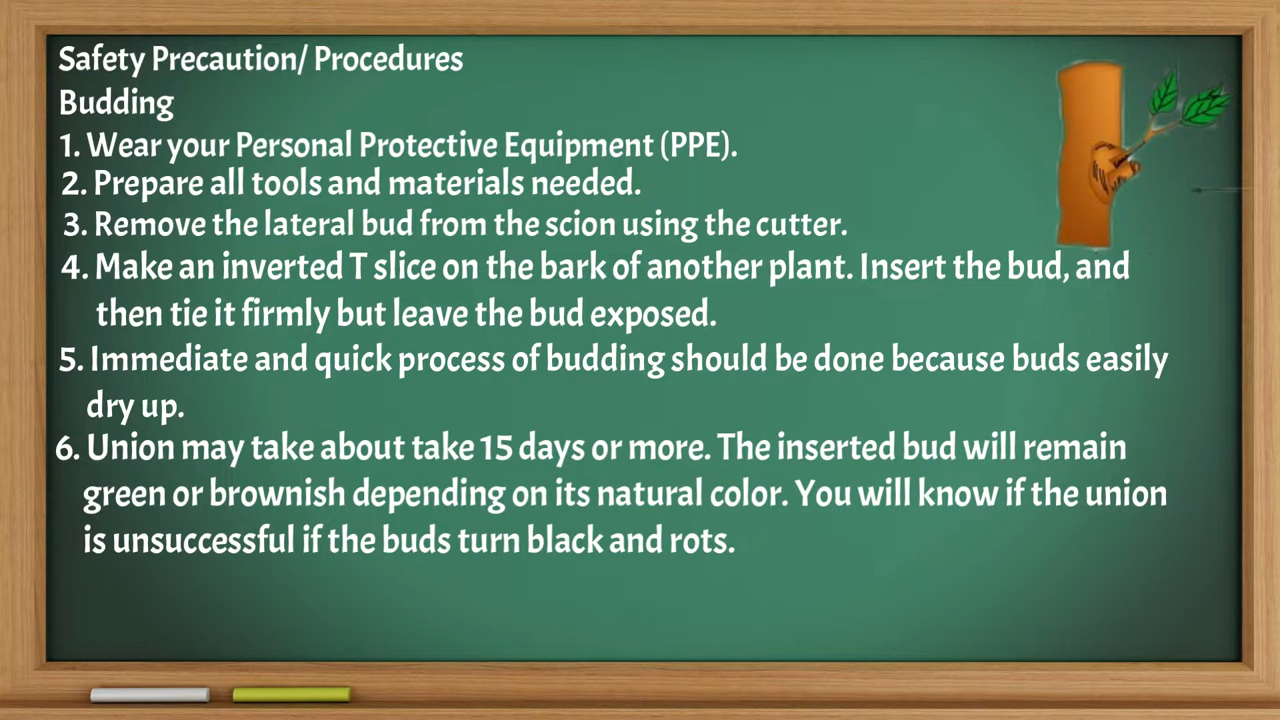 Safety Precaution/ Procedures
Budding
1. Wear your Personal Protective Equipment (PPE).
2. Prepare all tools and materials needed.
3. Remove the lateral bud from the scion using the cutter.
4. Make an inverted T slice on the bark of another plant. Insert the bud, and
then tie it firmly but leave the bud exposed.
5. Immediate and quick process of budding should be done because buds easily
dry up.
6. Union may take about take 15 days or more. The inserted bud will remain
green or brownish depending on its natural color. You will know if the union
is unsuccessful if the buds turn black and rots.